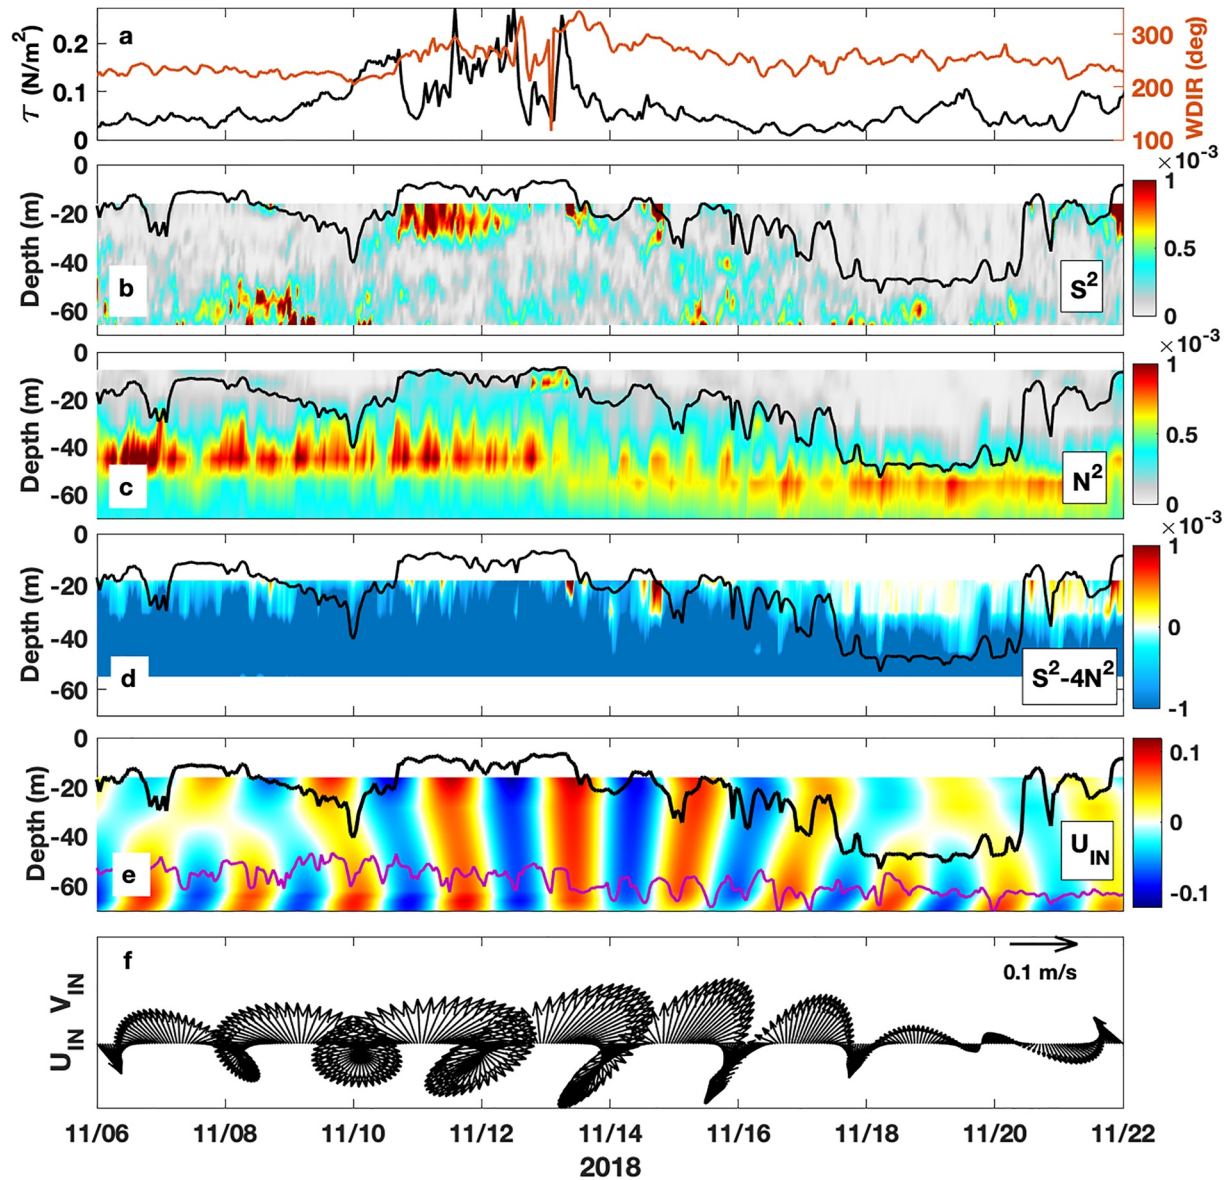 a
τ (N/m²)
0.2
0.1
0
300
200
100
WDIR (deg)
×10⁻³
b
Depth (m)
0
-20
-40
-60
S²
1
0.5
0
×10⁻³
c
Depth (m)
0
-20
-40
-60
N²
1
0.5
0
×10⁻³
d
Depth (m)
0
-20
-40
-60
S²-4N²
1
0
-1
e
Depth (m)
0
-20
-40
-60
U_IN
0.1
0
-0.1
f
U_IN V_IN
0.1 m/s
11/06 11/08 11/10 11/12 11/14 11/16 11/18 11/20 11/22
2018